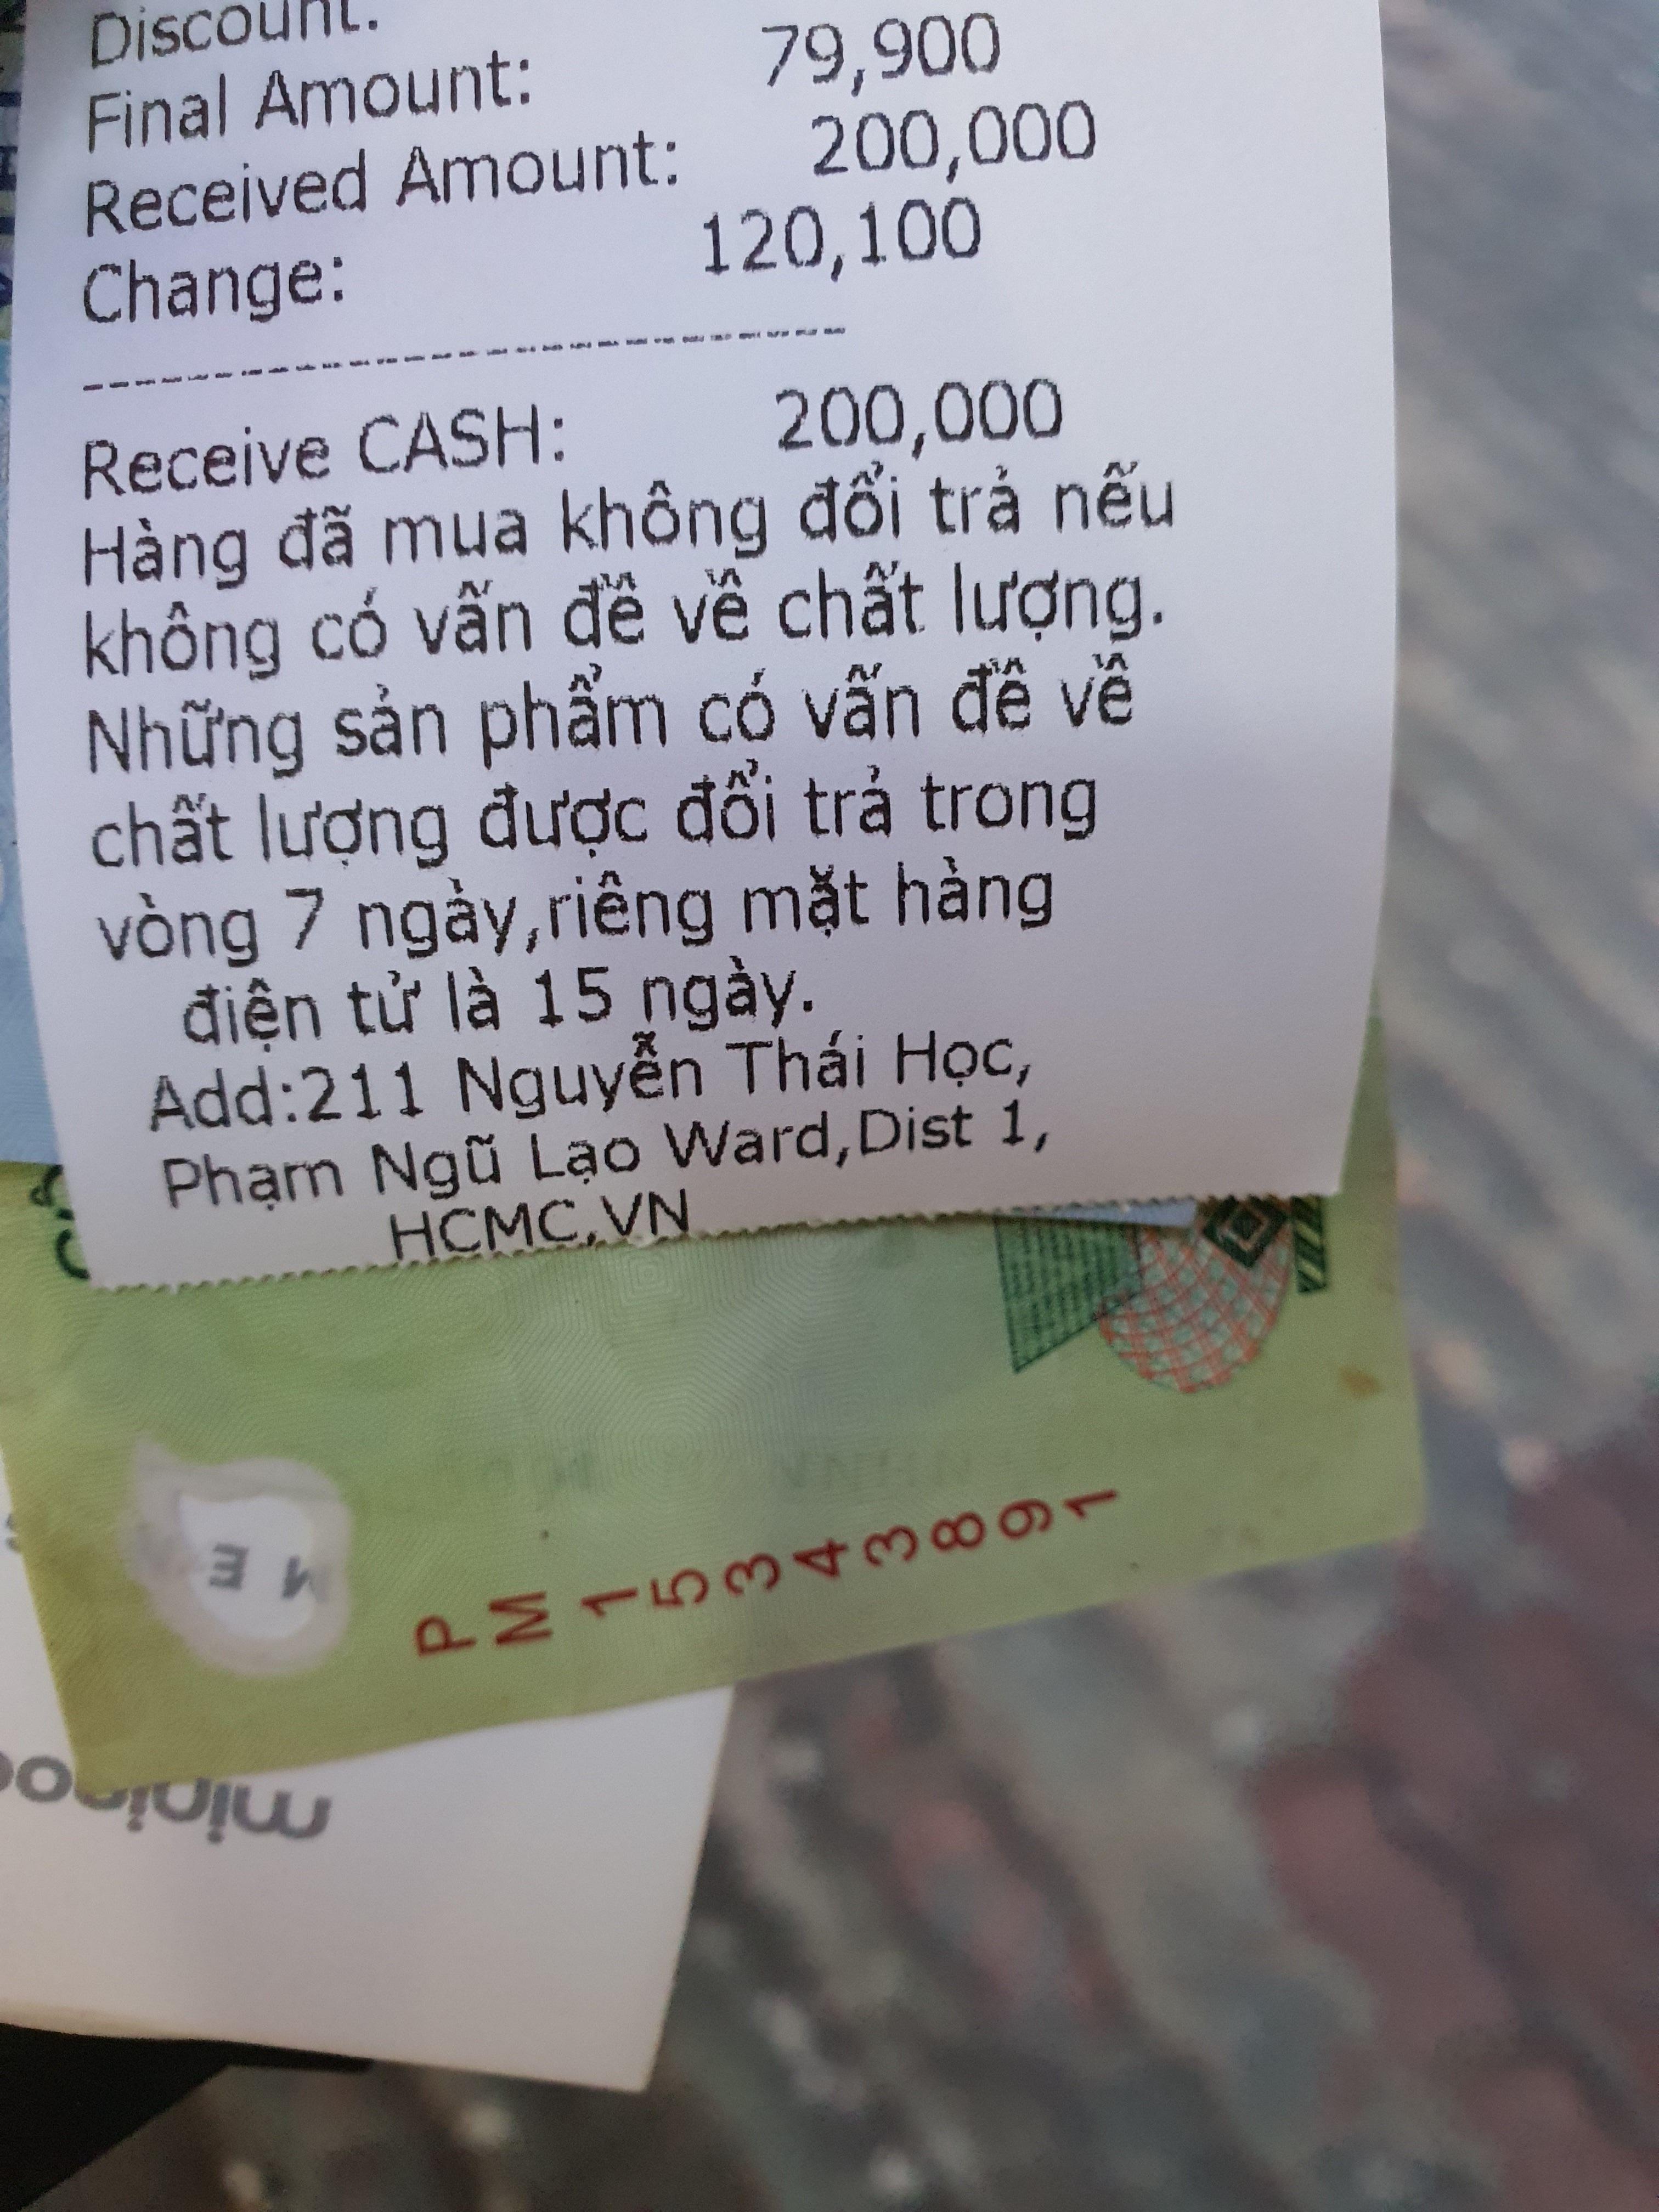 Discount:
Final Amount: 79,900
Received Amount: 200,000
Change: 120,100
Receive CASH: 200,000
Hàng đã mua không đổi trả nếu
không có vấn đề về chất lượng.
Những sản phẩm có vấn đề về
chất lượng được đổi trả trong
vòng 7 ngày,riêng mặt hàng
điện tử là 15 ngày.
Add:211 Nguyễn Thái Học,
Phạm Ngũ Lạo Ward,Dist 1,
HCMC,VN
PM 15343891